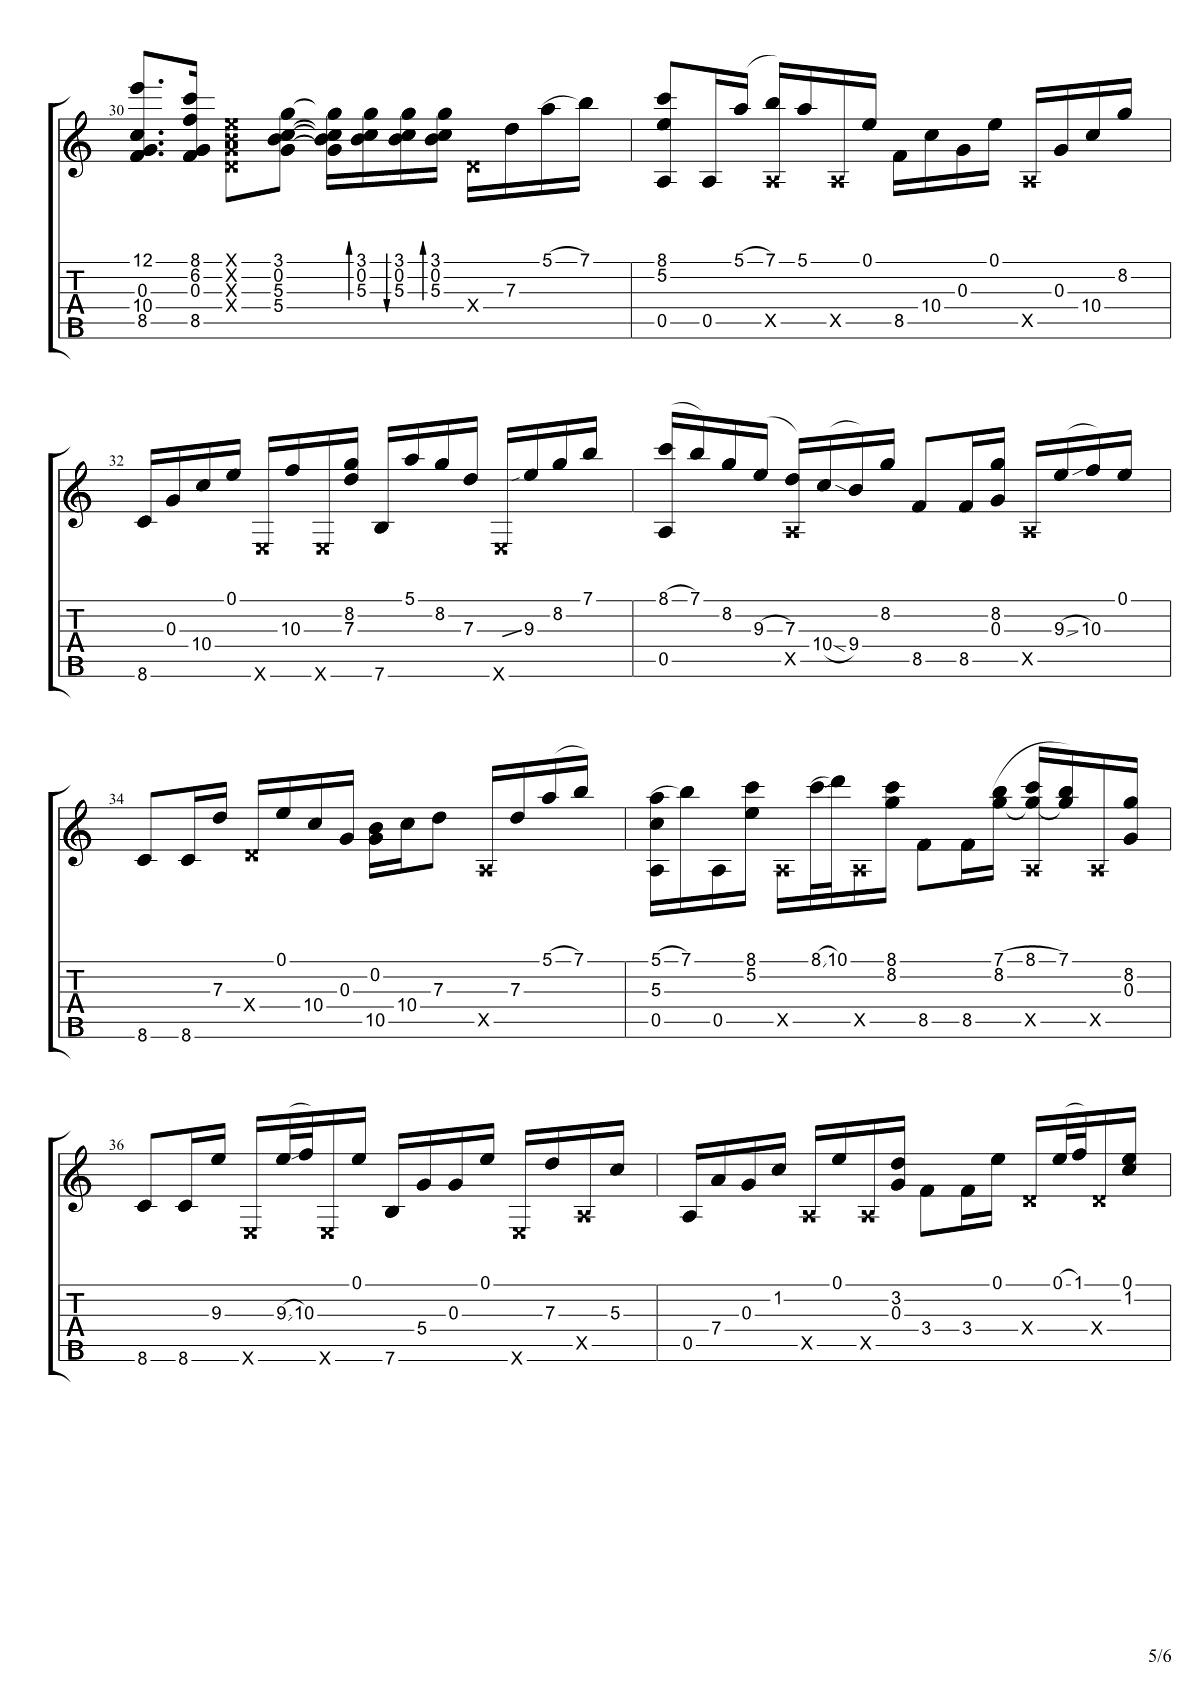 30
12 8 X 3 3 3 3 5 7 8 5 7 5 0 0
T 6 X 0 0 0 0 5 8
0 0 X 5 5 5 5 7 0 0
A 10 X 5 X 10 10
B 8 8 0 0 X X 8 X
32
0 5 7 8 7 0
T 8 8 8 8 8 8
0 10 7 7 9 9 7 0 9 10
A 10 10 9
B 0 X 8 8 X
8 X X 7 X
34
0 5 7 5 7 8 8 10 8 7 8 7
T 0 5 8 8 8
7 0 7 7 5 0
A X 10 10
B 10 X 0 0 X X 8 8 X X
8 8
36
0 0 0 0 0 1 0
T 1 3 1
9 9 10 0 7 5 0 0
A 5 7 3 3 X X
B X 0 X X
8 8 X X 7 X
5/6